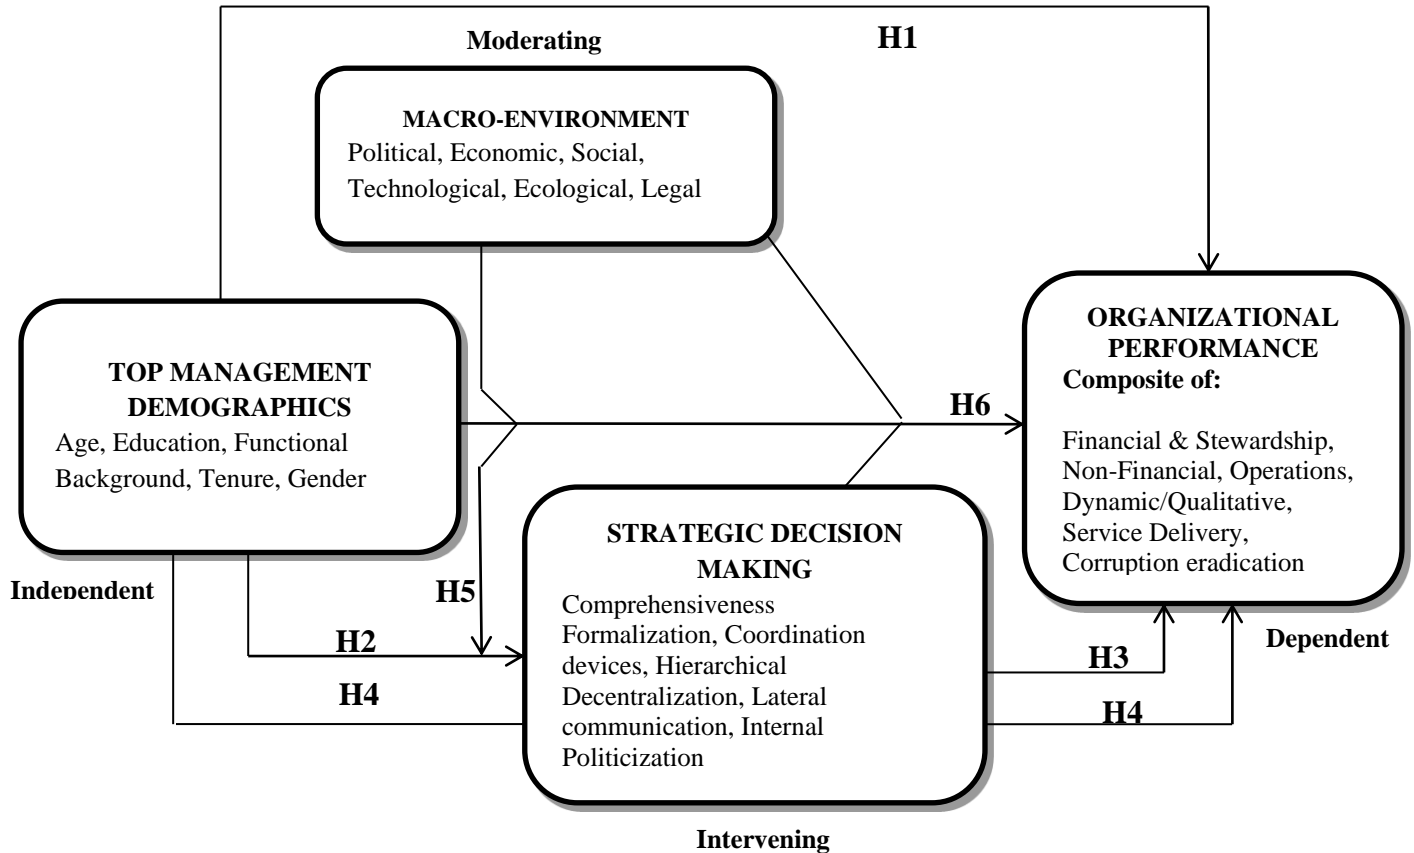 H1
Moderating
MACRO-ENVIRONMENT
Political, Economic, Social,
Technological, Ecological, Legal
TOP MANAGEMENT
DEMOGRAPHICS
Age, Education, Functional
Background, Tenure, Gender
Independent
ORGANIZATIONAL
PERFORMANCE
Composite of:
Financial & Stewardship,
Non-Financial, Operations,
Dynamic/Qualitative,
Service Delivery,
Corruption eradication
Dependent
H6
H5
H2
H4
STRATEGIC DECISION
MAKING
Comprehensiveness
Formalization, Coordination
devices, Hierarchical
Decentralization, Lateral
communication, Internal
Politicization
H3
H4
Intervening